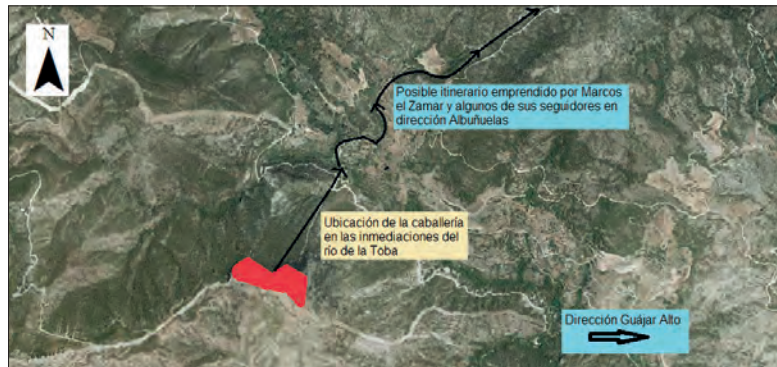 N
Posible itinerario emprendido por Marcos
el Zamar y algunos de sus seguidores en
dirección Albuñuelas
Ubicación de la caballería
en las inmediaciones del
río de la Toba
Dirección Guájar Alto